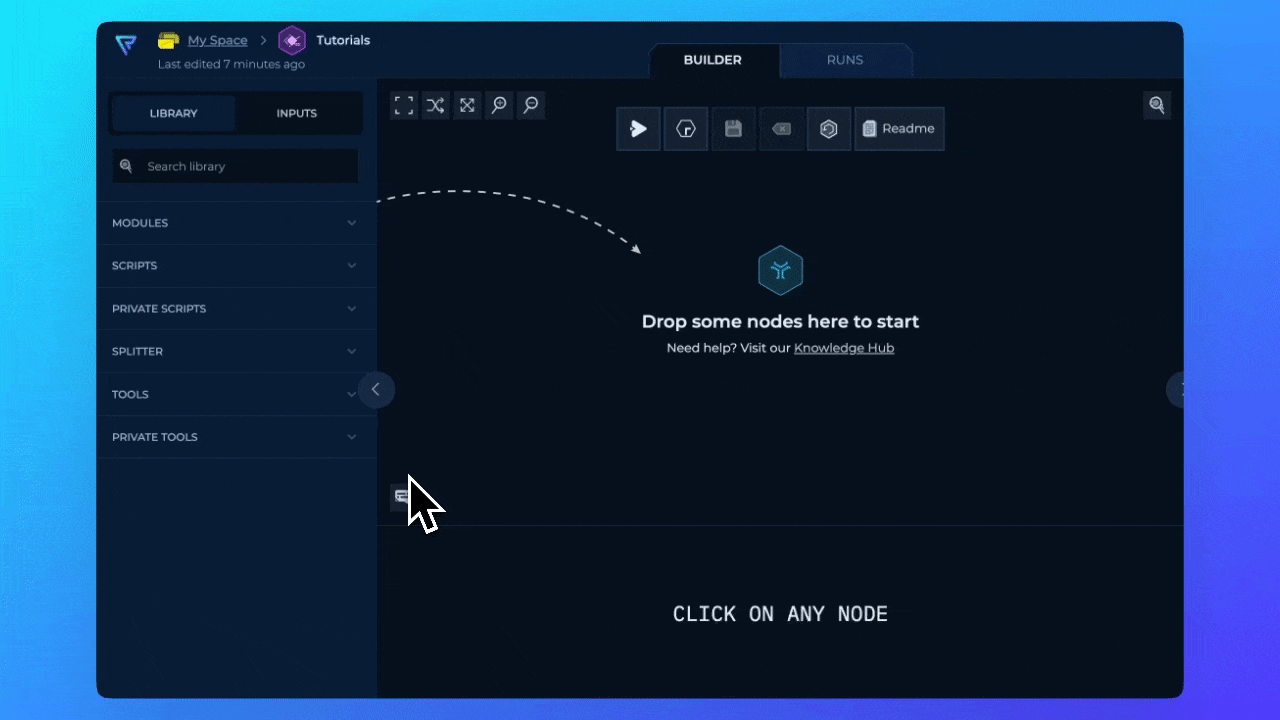 My Space > Tutorials
Last edited 7 minutes ago
BUILDER
RUNS
LIBRARY
INPUTS
Search library
MODULES
SCRIPTS
PRIVATE SCRIPTS
SPLITTER
TOOLS
PRIVATE TOOLS
Readme
Drop some nodes here to start
Need help? Visit our Knowledge Hub
CLICK ON ANY NODE